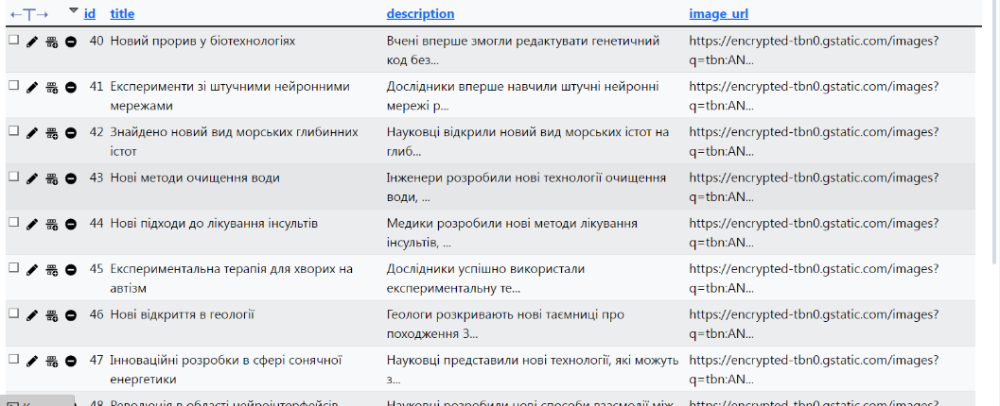 id title description image_url
40 Новий прорив у біотехнологіях Вчені вперше змогли редактувати генетичний https://encrypted-tbn0.gstatic.com/images?
код без... q=tbn:AN...
41 Експерименти зі штучними нейронними Дослідники вперше навчили штучні нейронні https://encrypted-tbn0.gstatic.com/images?
мережами мережі р... q=tbn:AN...
42 Знайдено новий вид морських глибинних Науковці відкрили новий вид морських істот на https://encrypted-tbn0.gstatic.com/images?
істот глиб... q=tbn:AN...
43 Нові методи очищення води Інженери розробили нові технології очищення https://encrypted-tbn0.gstatic.com/images?
води, ... q=tbn:AN...
44 Нові підходи до лікування інсультів Медики розробили нові методи лікування https://encrypted-tbn0.gstatic.com/images?
інсультів, ... q=tbn:AN...
45 Експериментальна терапія для хворих на Дослідники успішно використали https://encrypted-tbn0.gstatic.com/images?
автізм експериментальну те... q=tbn:AN...
46 Нові відкриття в геології Геологи розкривають нові таємниці про https://encrypted-tbn0.gstatic.com/images?
походження З... q=tbn:AN...
47 Інноваційні розробки в сфері сонячної Науковці представили нові технології, які можуть https://encrypted-tbn0.gstatic.com/images?
енергетики з... q=tbn:AN...
48 Революція в області нейроінтерфейсів Науковці розробили нові способи взаємодії між https://encrypted-tbn0.gstatic.com/images?